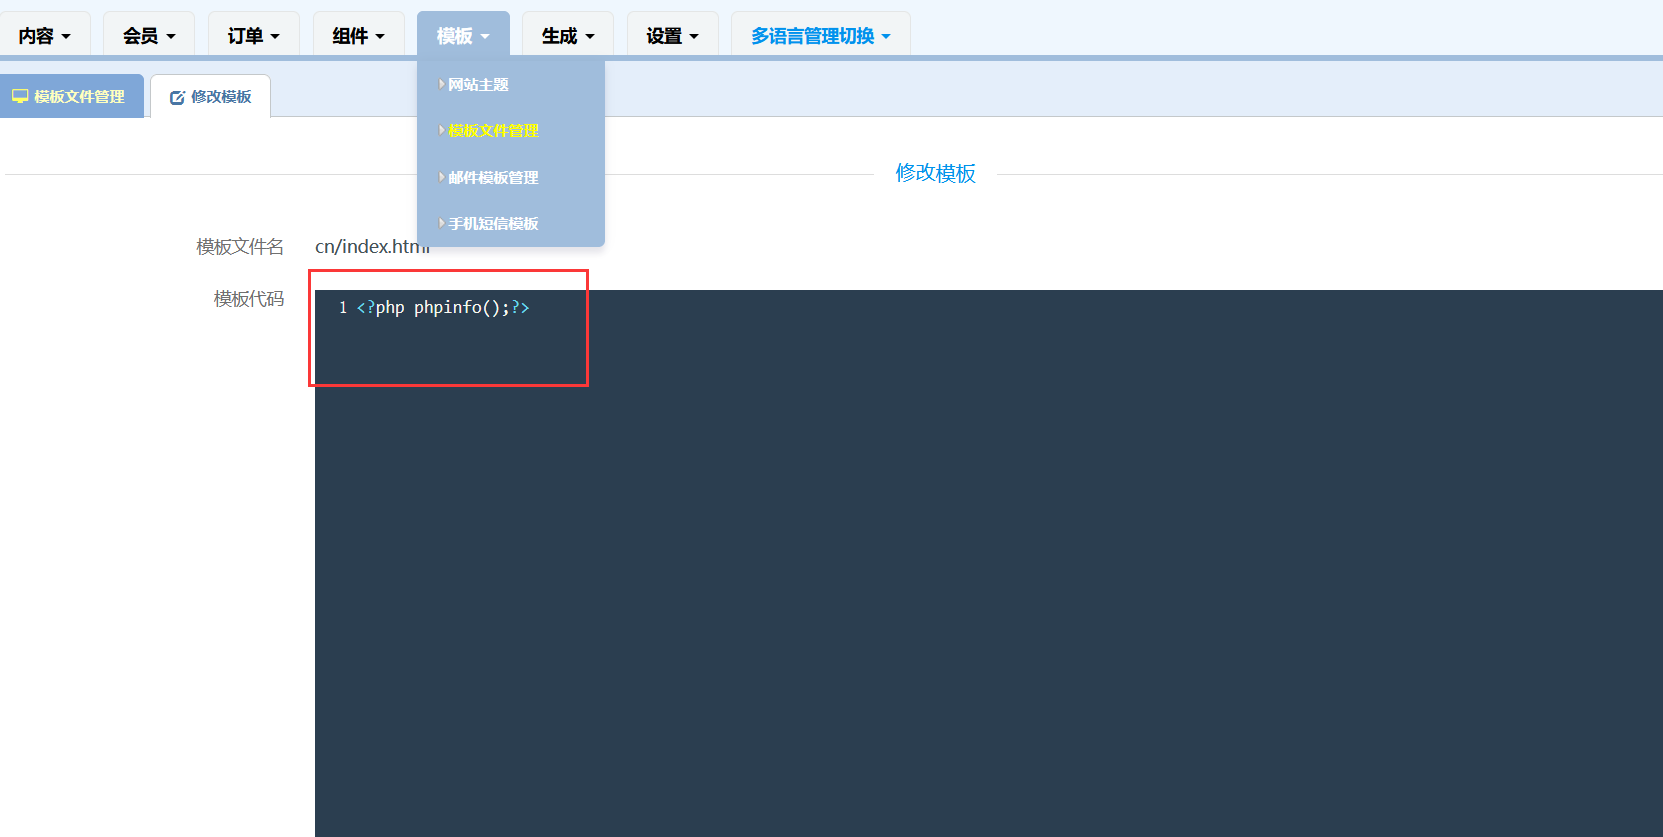 内容 会员 订单 组件 模板 生成 设置 多语言管理切换
模板文件管理 修改模板
网站主题
模板文件管理
邮件模板管理
手机短信模板
修改模板
模板文件名 cn/index.html
模板代码
1 <?php phpinfo();?>